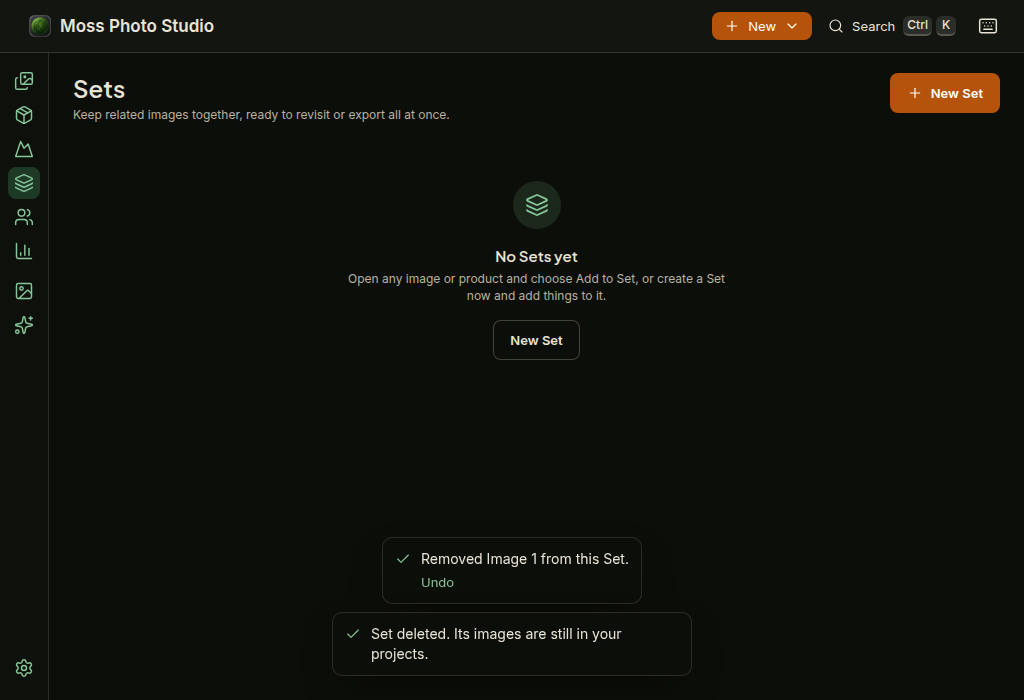 Moss Photo Studio
New
Search Ctrl K
Sets
Keep related images together, ready to revisit or export all at once.
New Set
No Sets yet
Open any image or product and choose Add to Set, or create a Set
now and add things to it.
New Set
Removed Image 1 from this Set.
Undo
Set deleted. Its images are still in your
projects.